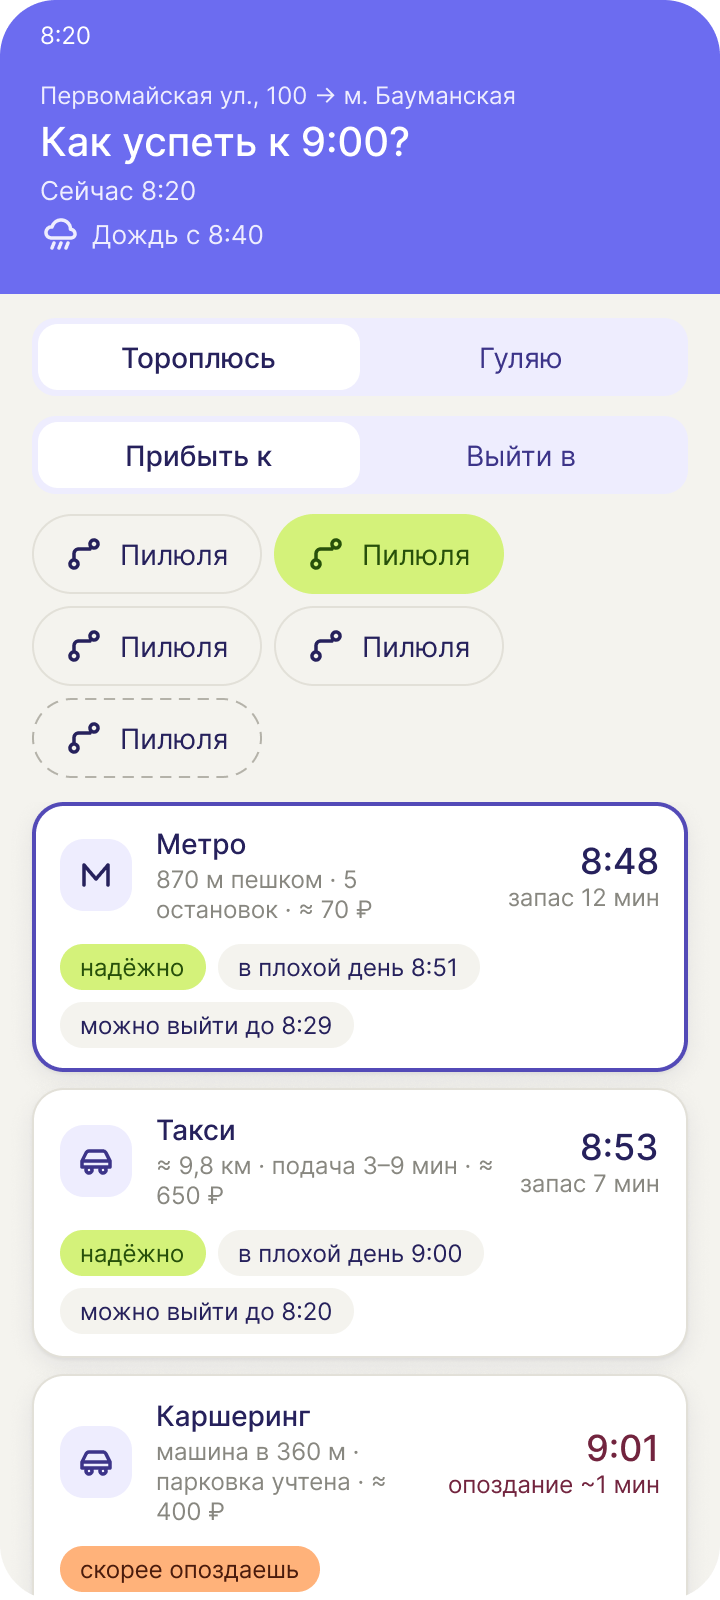 8:20
Первомайская ул., 100 → м. Бауманская
Как успеть к 9:00?
Сейчас 8:20
Дождь с 8:40
Тороплюсь
Гуляю
Прибыть к
Выйти в
Пилюля
Пилюля
Пилюля
Пилюля
Пилюля
Метро
870 м пешком · 5
остановок · ≈ 70 ₽
8:48
запас 12 мин
надёжно
в плохой день 8:51
можно выйти до 8:29
Такси
≈ 9,8 км · подача 3–9 мин · ≈
650 ₽
8:53
запас 7 мин
надёжно
в плохой день 9:00
можно выйти до 8:20
Каршеринг
машина в 360 м ·
парковка учтена · ≈
400 ₽
9:01
опоздание ~1 мин
скорее опоздаешь